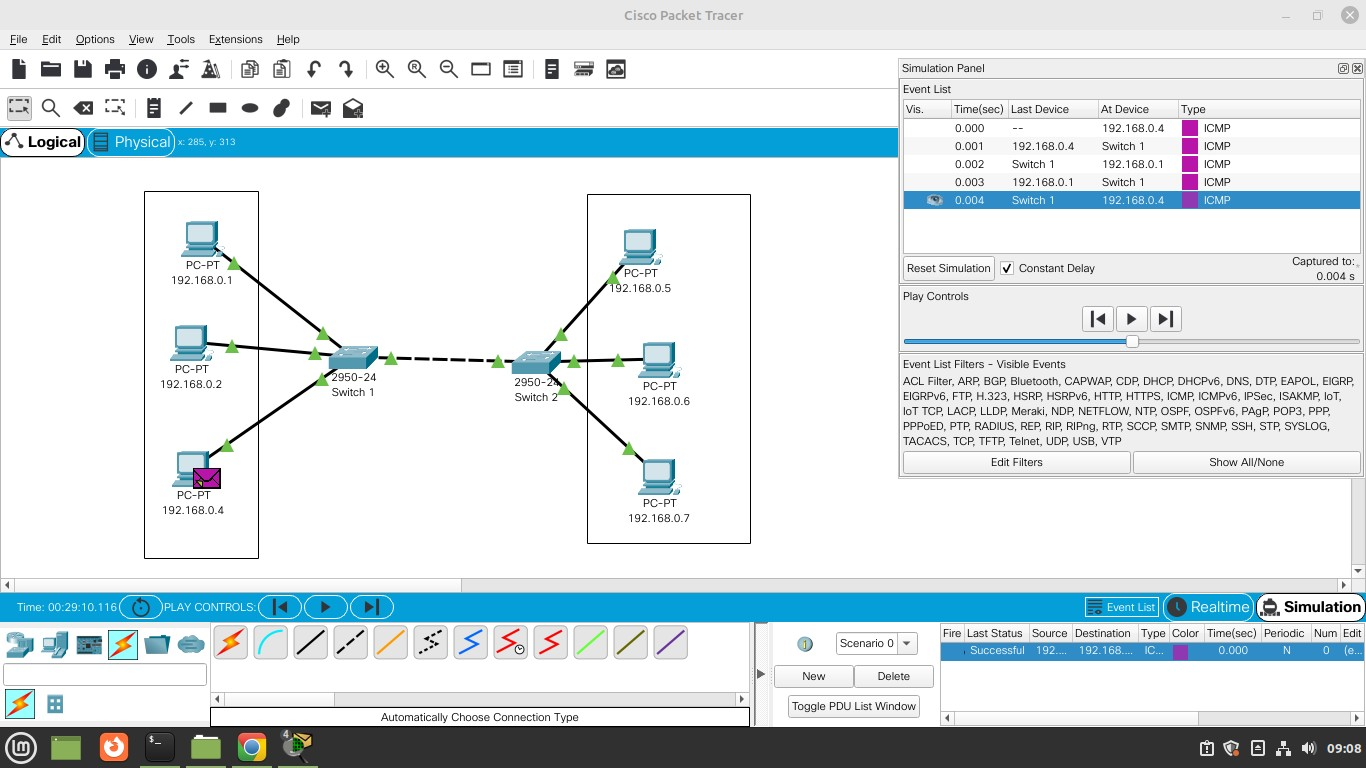 Cisco Packet Tracer
File Edit Options View Tools Extensions Help
Logical
Physical
x: 285, y: 313
PC-PT
192.168.0.1
PC-PT
192.168.0.2
PC-PT
192.168.0.4
2950-24
Switch 1
2950-24
Switch 2
PC-PT
192.168.0.5
PC-PT
192.168.0.6
PC-PT
192.168.0.7
Simulation Panel
Event List
Vis. Time(sec) Last Device At Device Type
0.000 -- 192.168.0.4 ICMP
0.001 192.168.0.4 Switch 1 ICMP
0.002 Switch 1 192.168.0.1 ICMP
0.003 192.168.0.1 Switch 1 ICMP
0.004 Switch 1 192.168.0.4 ICMP
Reset Simulation
Constant Delay
Captured to:
0.004 s
Play Controls
Event List Filters - Visible Events
ACL Filter, ARP, BGP, Bluetooth, CAPWAP, CDP, DHCP, DHCPv6, DNS, DTP, EAPOL, EIGRP,
EIGRPv6, FTP, H.323, HSRP, HSRPv6, HTTP, HTTPS, ICMP, ICMPv6, IPSec, ISAKMP, IoT,
IoT TCP, LACP, LLDP, Meraki, NDP, NETFLOW, NTP, OSPF, OSPFv6, PAgP, POP3, PPP,
PPPoED, PTP, RADIUS, REP, RIP, RIPng, RTP, SCCP, SMTP, SNMP, SSH, STP, SYSLOG,
TACACS, TCP, TFTP, Telnet, UDP, USB, VTP
Edit Filters
Show All/None
Time: 00:29:10.116
PLAY CONTROLS:
Event List
Realtime
Simulation
Automatically Choose Connection Type
Scenario 0
New
Delete
Toggle PDU List Window
Fire Last Status Source Destination Type Color Time(sec) Periodic Num Edit
Successful 192.... 192.168.... IC... 0.000 N 0 (e...
4
09:08